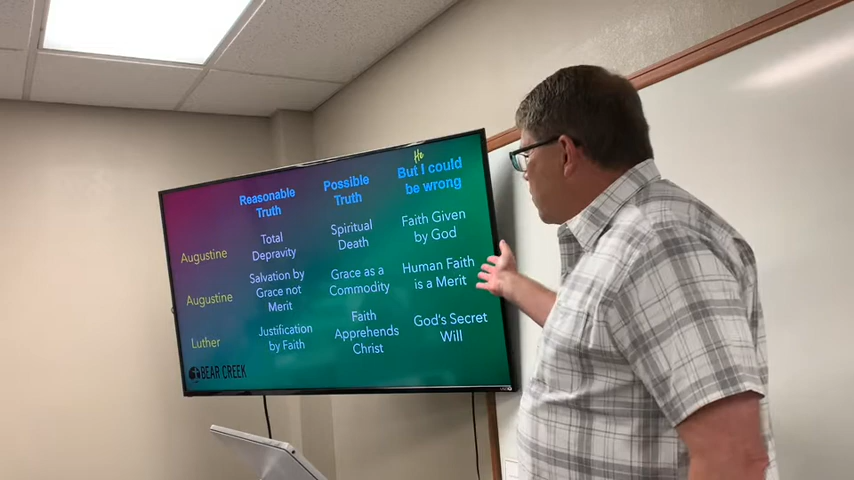 He
Reasonable Truth Possible Truth But I could be wrong
Augustine Total Depravity Spiritual Death Faith Given by God
Augustine Salvation by Grace not Merit Grace as a Commodity Human Faith is a Merit
Luther Justification by Faith Faith Apprehends Christ God's Secret Will
BEAR CREEK